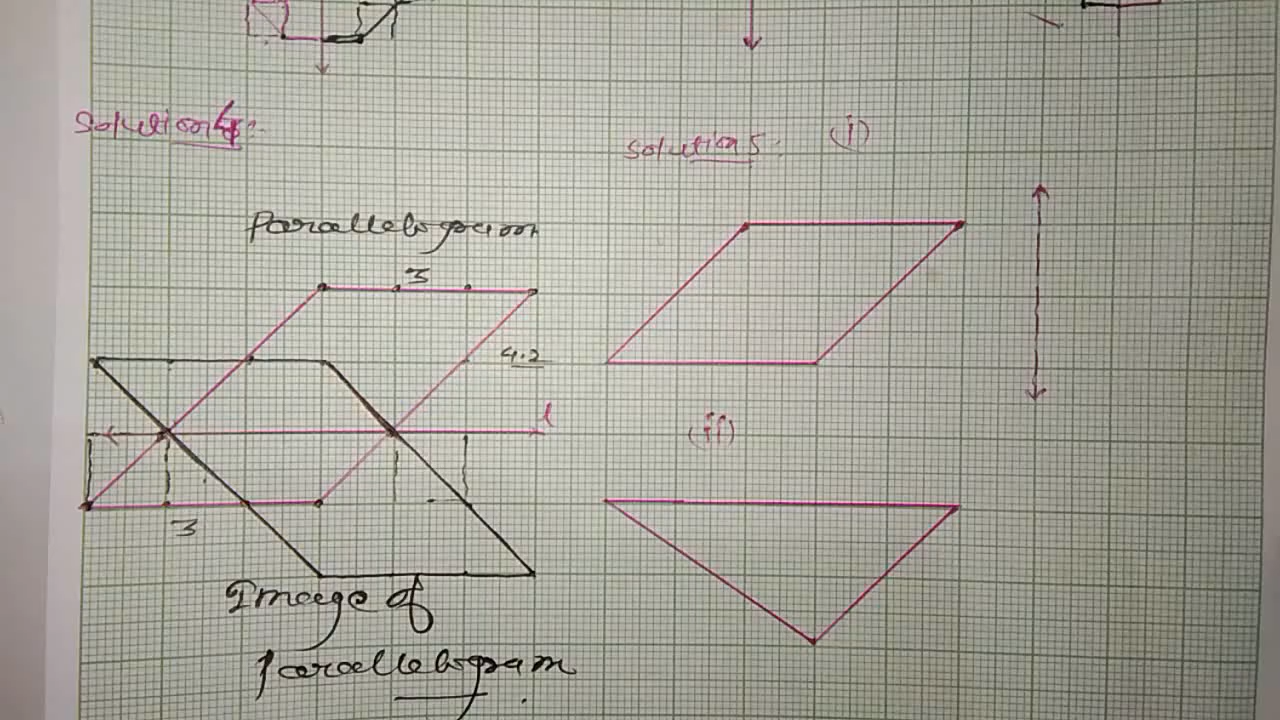 Solution 4:
Solution 5: (i)
Parallelogram
3
4.2
l
(ii)
3
Image of
parallelogram